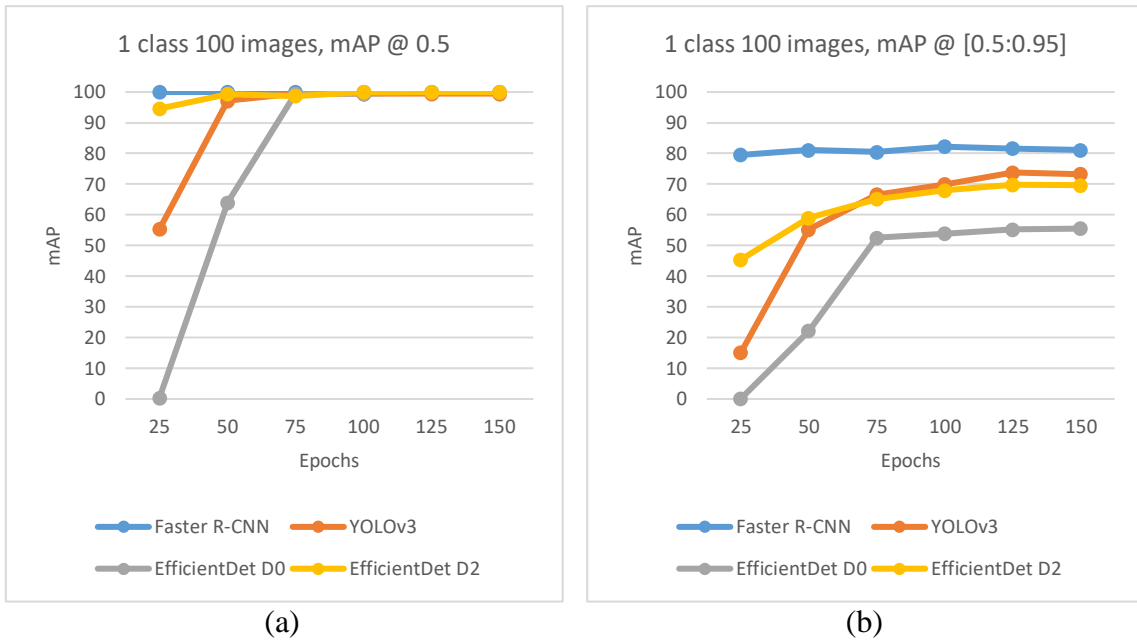 1 class 100 images, mAP @ 0.5
100
90
80
70
60
50
40
30
20
10
0
mAP
25 50 75 100 125 150
Epochs
Faster R-CNN YOLOv3
EfficientDet D0 EfficientDet D2
(a)
1 class 100 images, mAP @ [0.5:0.95]
100
90
80
70
60
50
40
30
20
10
0
mAP
25 50 75 100 125 150
Epochs
Faster R-CNN YOLOv3
EfficientDet D0 EfficientDet D2
(b)